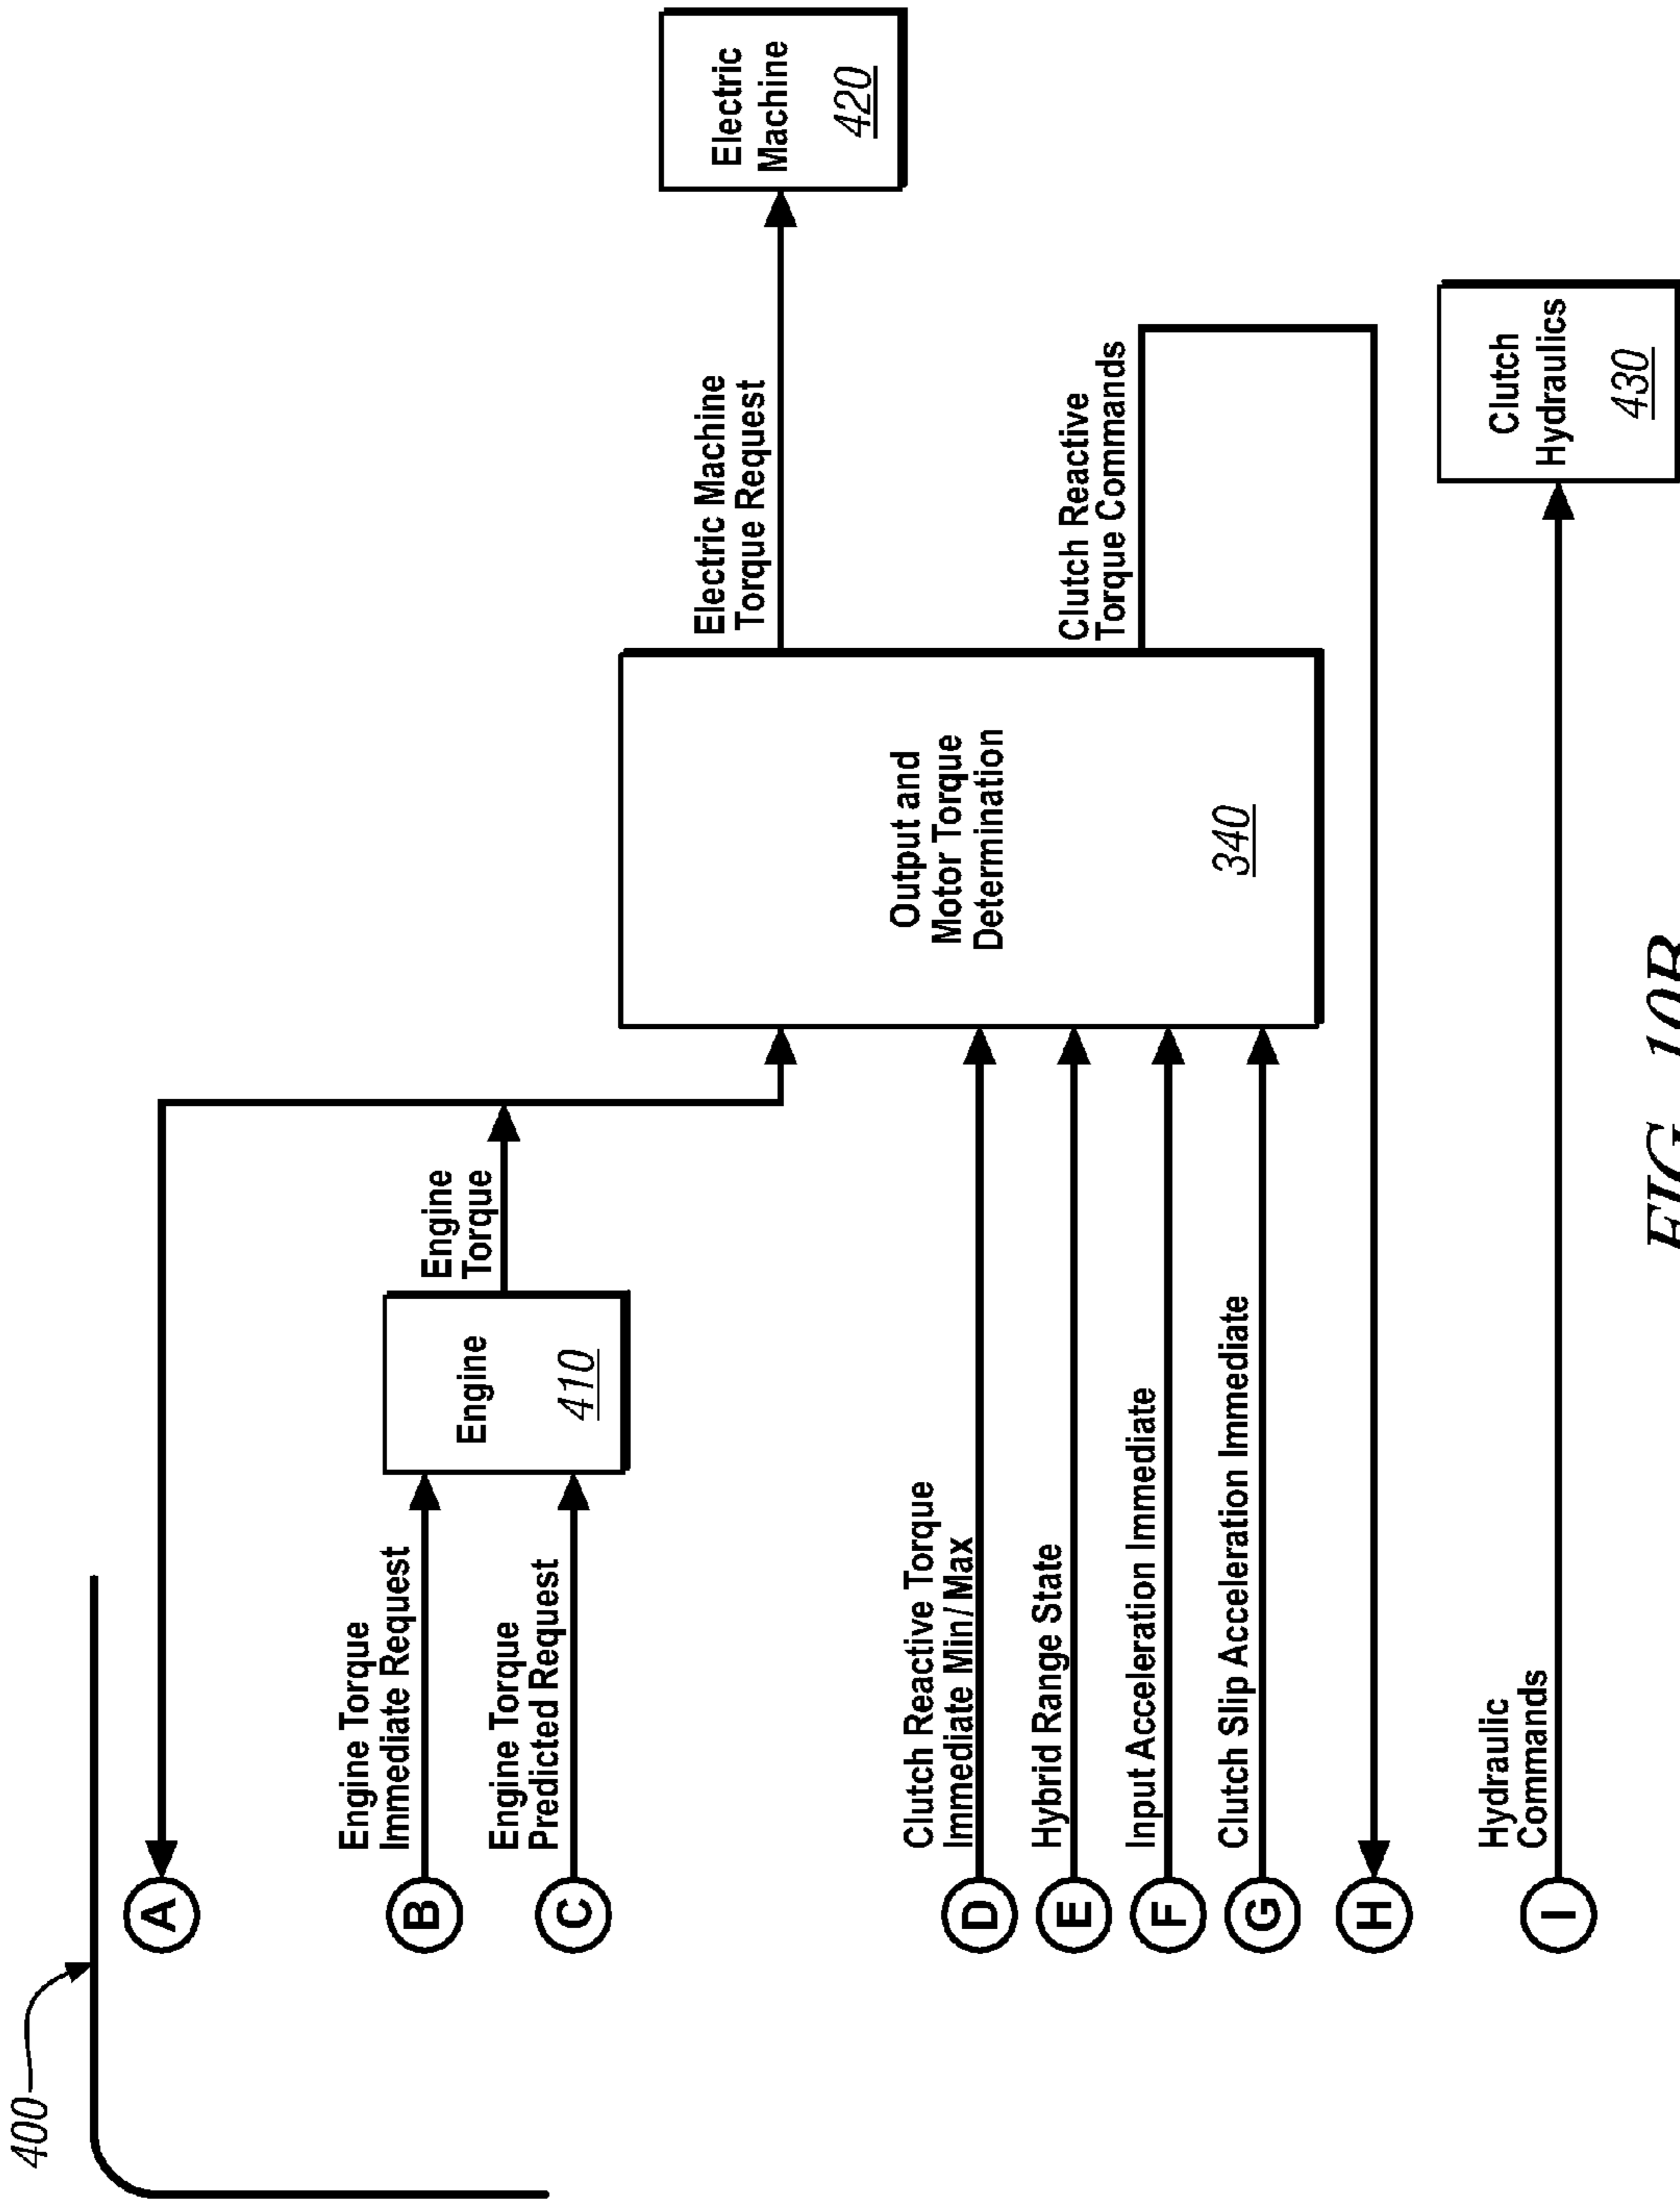 400
A
Engine Torque
Immediate Request
B
Engine Torque
Predicted Request
C
Engine
410
Engine
Torque
Clutch Reactive Torque
Immediate Min/Max
D
Hybrid Range State
E
Input Acceleration Immediate
F
Clutch Slip Acceleration Immediate
G
H
Output and
Motor Torque
Determination
340
Electric Machine
Torque Request
Electric
Machine
420
Clutch Reactive
Torque Commands
Hydraulic
Commands
I
Clutch
Hydraulics
430
FIG. 10B